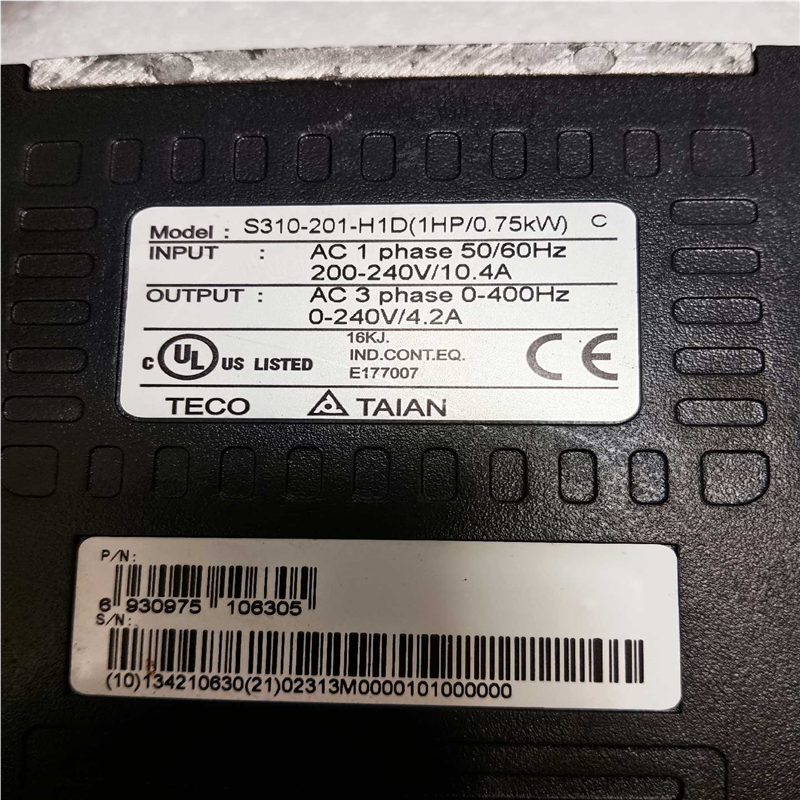 Model : S310-201-H1D(1HP/0.75kW) C
INPUT : AC 1 phase 50/60Hz
200-240V/10.4A
OUTPUT : AC 3 phase 0-400Hz
0-240V/4.2A
C UL US LISTED
16KJ.
IND.CONT.EQ.
E177007
CE
TECO TAIAN
P/N:
6 930975 106305
S/N:
(10)134210630(21)02313M0000101000000